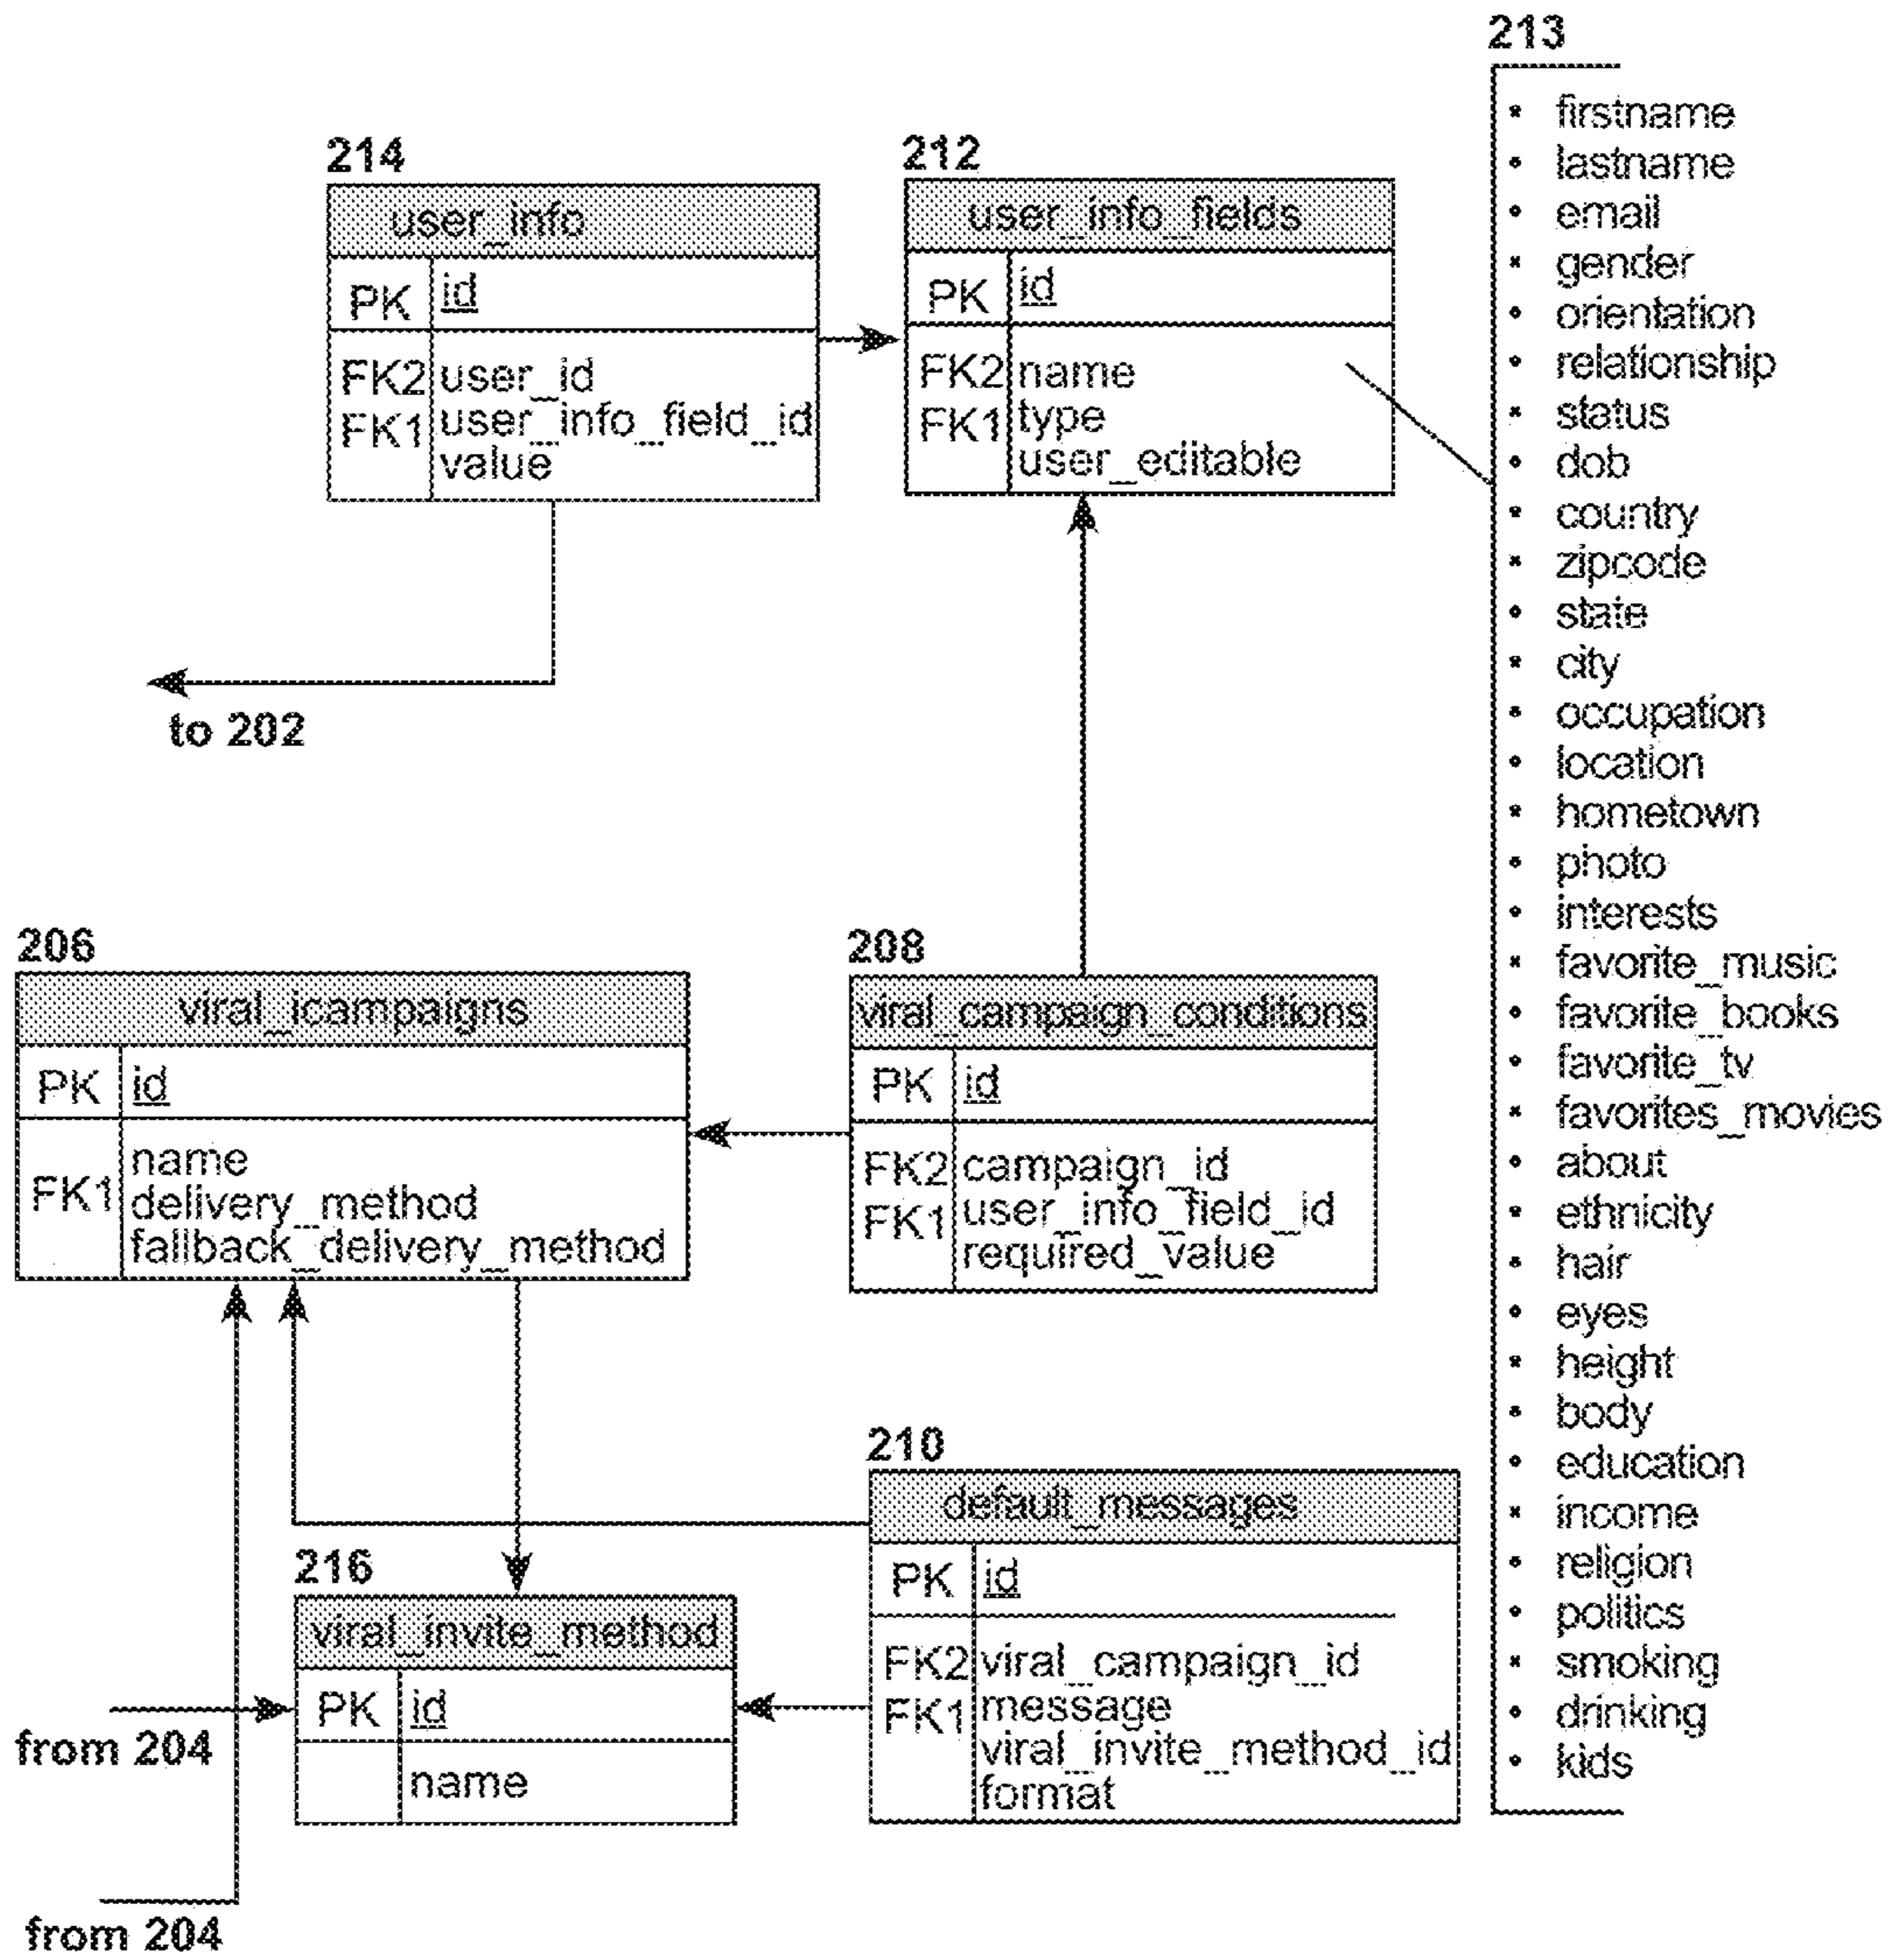 214
user_info
PK id
FK2 user_id
FK1 user_info_field_id
value
to 202
212
user_info_fields
PK id
FK2 name
FK1 type
user_editable
213
• firstname
• lastname
• email
• gender
• orientation
• relationship
• status
• dob
• country
• zipcode
• state
• city
• occupation
• location
• hometown
• photo
• interests
• favorite_music
• favorite_books
• favorite_tv
• favorites_movies
• about
• ethnicity
• hair
• eyes
• height
• body
• education
• income
• religion
• politics
• smoking
• drinking
• kids
206
viral_icampaigns
PK id
name
FK1 delivery_method
fallback_delivery_method
208
viral_campaign_conditions
PK id
FK2 campaign_id
FK1 user_info_field_id
required_value
210
default_messages
PK id
FK2 viral_campaign_id
FK1 message
viral_invite_method_id
format
216
viral_invite_method
PK id
name
from 204
from 204